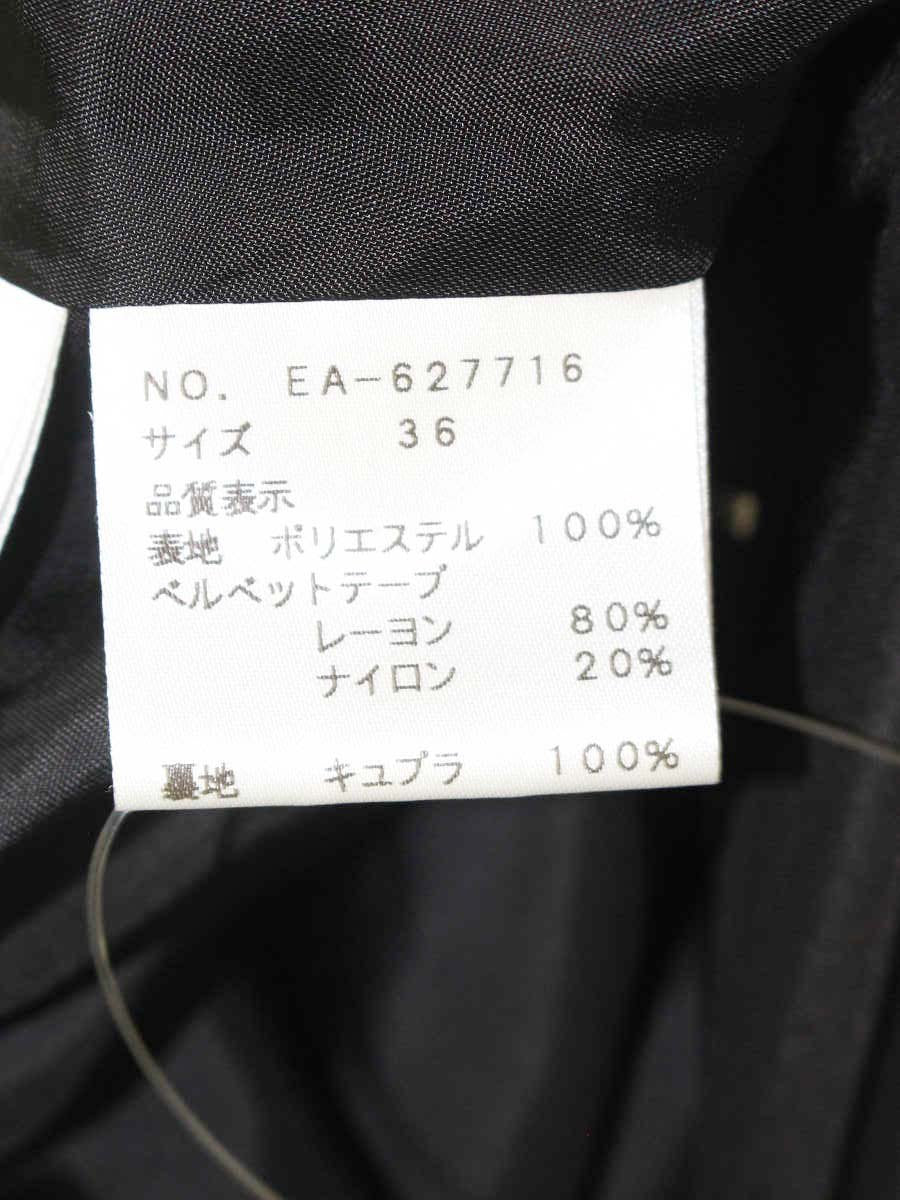 NO. EA-627716
サイズ 36
品質表示
表地 ポリエステル 100%
ベルベットテープ
レーヨン 80%
ナイロン 20%
裏地 キュプラ 100%